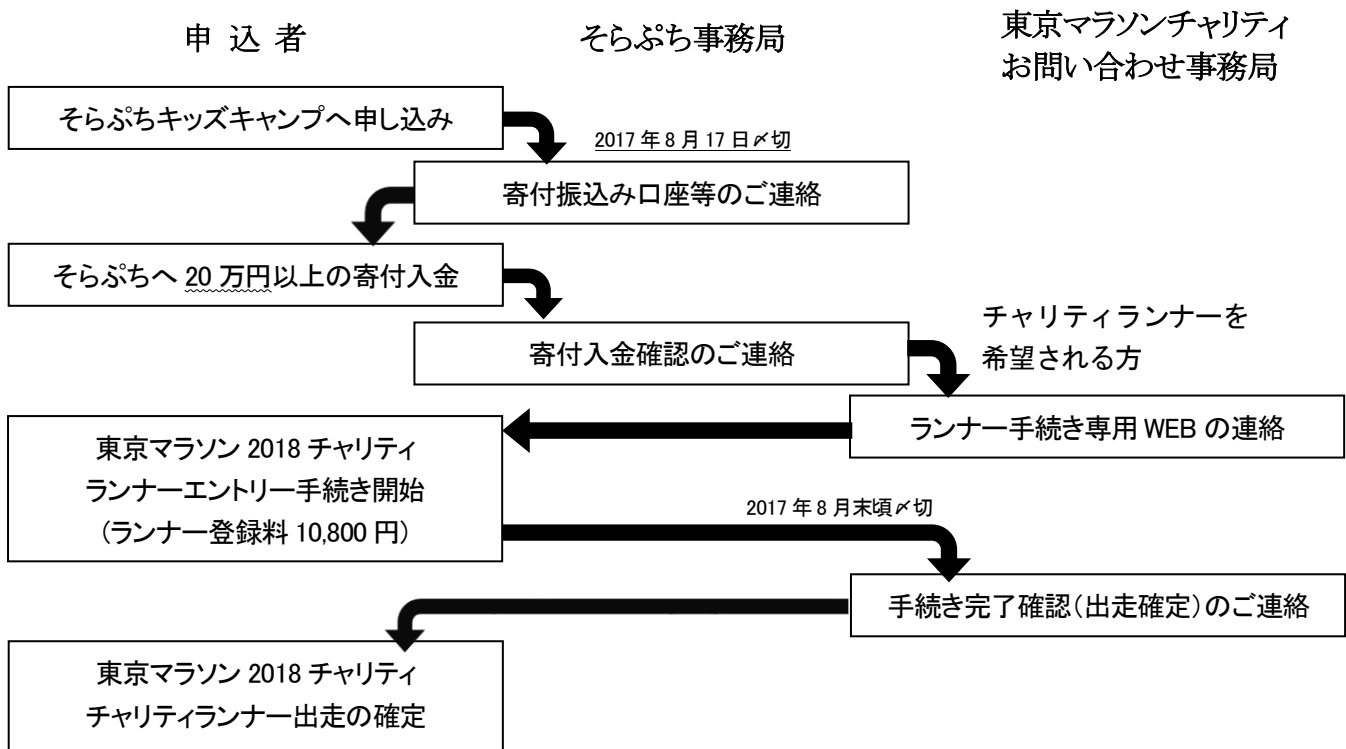 申 込 者
そらぷち事務局
東京マラソンチャリティ
お問い合わせ事務局
そらぷちキッズキャンプへ申し込み
2017 年 8 月 17 日〆切
寄付振込み口座等のご連絡
そらぷちへ 20 万円以上の寄付入金
寄付入金確認のご連絡
チャリティランナーを
希望される方
ランナー手続き専用 WEB の連絡
東京マラソン 2018 チャリティ
ランナーエントリー手続き開始
(ランナー登録料 10,800 円)
2017 年 8 月末頃〆切
手続き完了確認(出走確定)のご連絡
東京マラソン 2018 チャリティ
チャリティランナー出走の確定